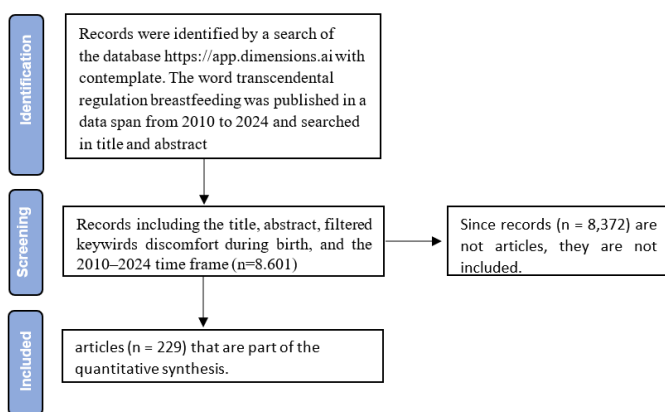 Identification
Records were identified by a search of
the database https://app.dimensions.ai with
contemplate. The word transcendental
regulation breastfeeding was published in a
data span from 2010 to 2024 and searched
in title and abstract
Screening
Records including the title, abstract, filtered
keywirds discomfort during birth, and the
2010–2024 time frame (n=8.601)
Since records (n = 8,372) are
not articles, they are not
included.
Included
articles (n = 229) that are part of the
quantitative synthesis.